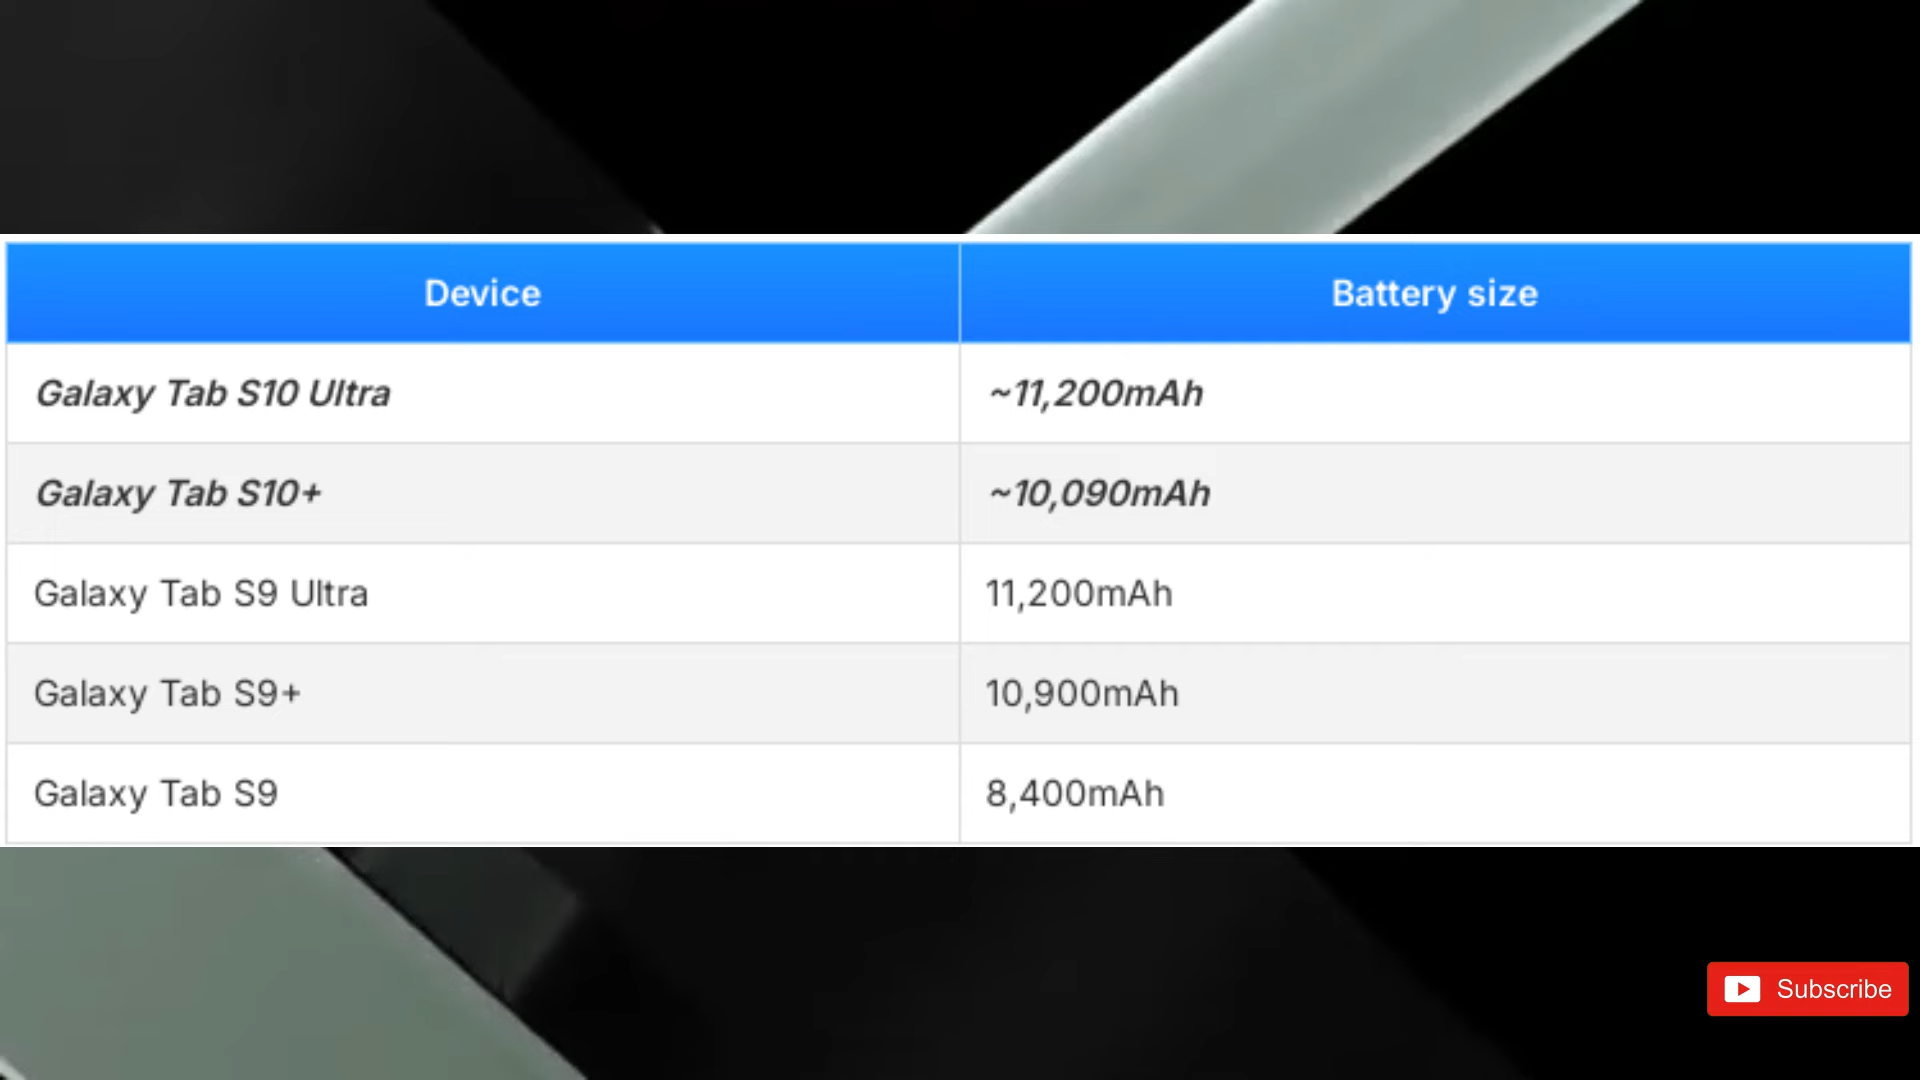 Device Battery size
Galaxy Tab S10 Ultra ~11,200mAh
Galaxy Tab S10+ ~10,090mAh
Galaxy Tab S9 Ultra 11,200mAh
Galaxy Tab S9+ 10,900mAh
Galaxy Tab S9 8,400mAh
Subscribe